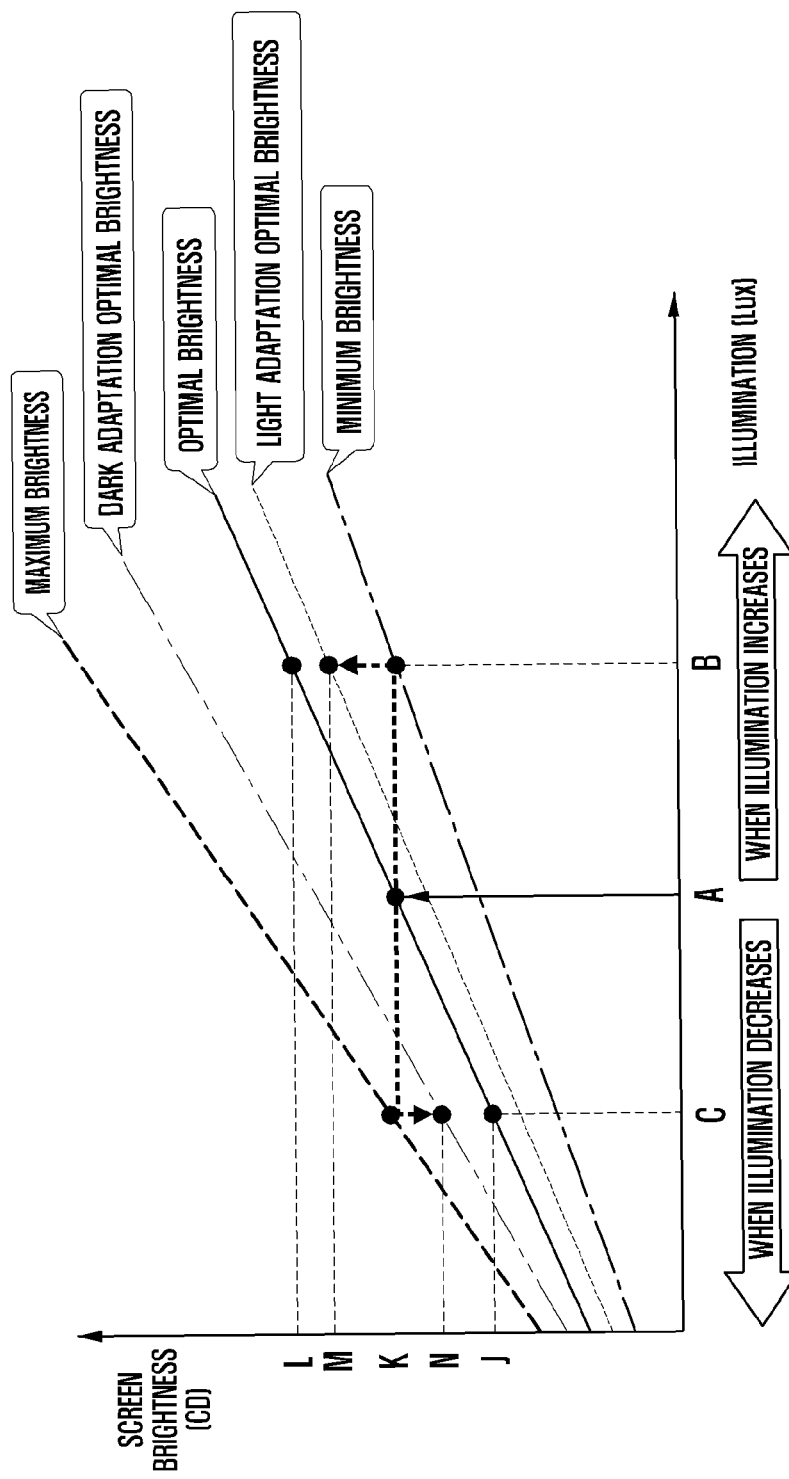 SCREEN
BRIGHTNESS
(CD)
MAXIMUM BRIGHTNESS
DARK ADAPTATION OPTIMAL BRIGHTNESS
OPTIMAL BRIGHTNESS
LIGHT ADAPTATION OPTIMAL BRIGHTNESS
MINIMUM BRIGHTNESS
L
M
K
N
J
C
A
B
ILLUMINATION (Lux)
WHEN ILLUMINATION DECREASES
WHEN ILLUMINATION INCREASES